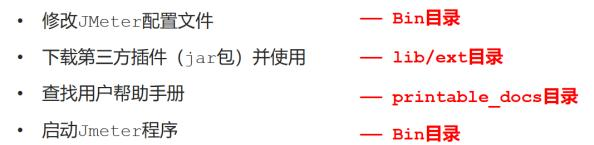 • 修改JMeter配置文件 —— Bin目录
• 下载第三方插件（jar包）并使用 —— lib/ext目录
• 查找用户帮助手册 —— printable_docs目录
• 启动Jmeter程序 —— Bin目录